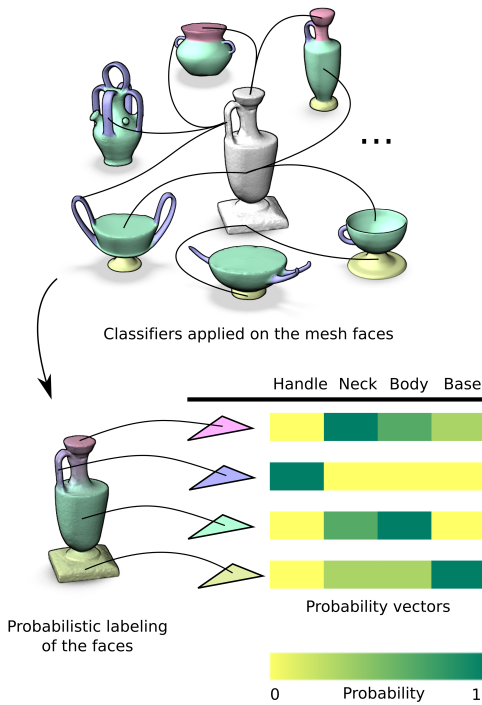 ...
Classifiers applied on the mesh faces
Handle Neck Body Base
Probability vectors
Probabilistic labeling
of the faces
0 Probability 1